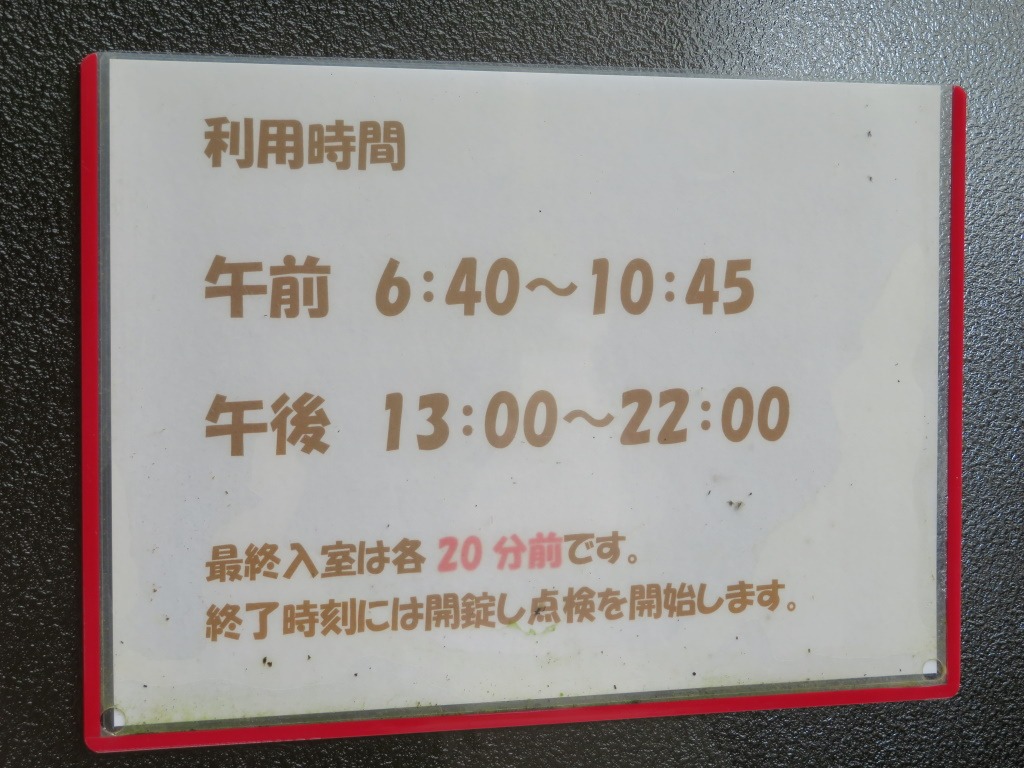 利用時間
午前 6:40～10:45
午後 13:00～22:00
最終入室は各 20 分前です。
終了時刻には開錠し点検を開始します。